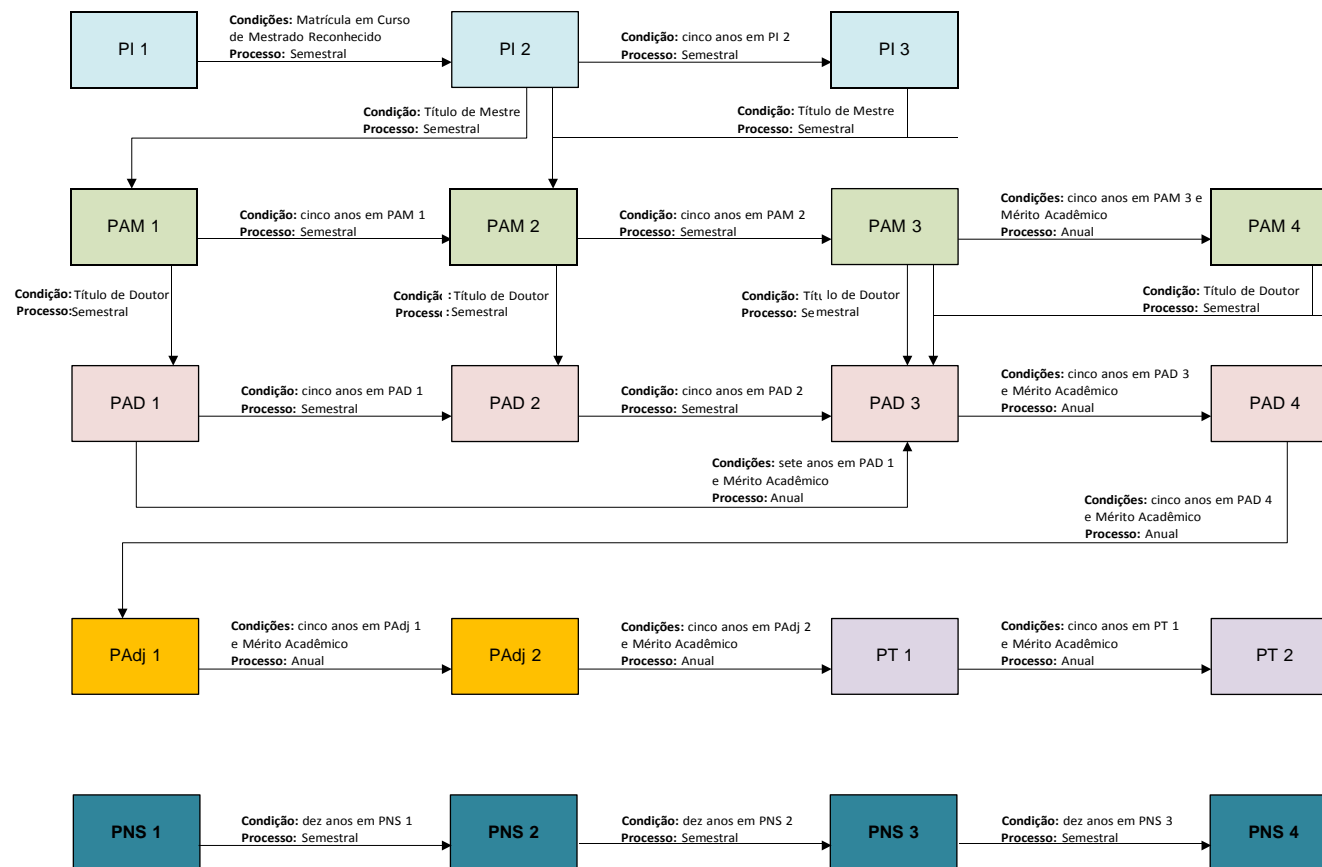 PI 1
Condições: Matrícula em Curso
de Mestrado Reconhecido
Processo: Semestral
PI 2
Condição: cinco anos em PI 2
Processo: Semestral
PI 3
Condição: Título de Mestre
Processo: Semestral
Condição: Título de Mestre
Processo: Semestral
PAM 1
Condição: cinco anos em PAM 1
Processo: Semestral
PAM 2
Condição: cinco anos em PAM 2
Processo: Semestral
PAM 3
Condições: cinco anos em PAM 3 e
Mérito Acadêmico
Processo: Anual
PAM 4
Condição: Título de Doutor
Processo: Semestral
Condição: Título de Doutor
Processo: Semestral
Condição: Título de Doutor
Processo: Semestral
Condição: Título de Doutor
Processo: Semestral
PAD 1
Condição: cinco anos em PAD 1
Processo: Semestral
PAD 2
Condição: cinco anos em PAD 2
Processo: Semestral
PAD 3
Condições: cinco anos em PAD 3
e Mérito Acadêmico
Processo: Anual
PAD 4
Condições: sete anos em PAD 1
e Mérito Acadêmico
Processo: Anual
Condições: cinco anos em PAD 4
e Mérito Acadêmico
Processo: Anual
PAdj 1
Condições: cinco anos em PAdj 1
e Mérito Acadêmico
Processo: Anual
PAdj 2
Condições: cinco anos em PAdj 2
e Mérito Acadêmico
Processo: Anual
PT 1
Condições: cinco anos em PT 1
e Mérito Acadêmico
Processo: Anual
PT 2
PNS 1
Condição: dez anos em PNS 1
Processo: Semestral
PNS 2
Condição: dez anos em PNS 2
Processo: Semestral
PNS 3
Condição: dez anos em PNS 3
Processo: Semestral
PNS 4